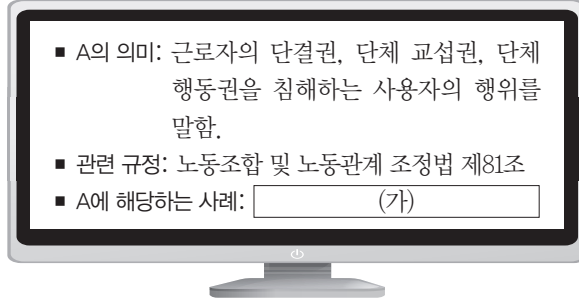 ▪ A의 의미: 근로자의 단결권, 단체 교섭권, 단체
행동권을 침해하는 사용자의 행위를
말함.
▪ 관련 규정: 노동조합 및 노동관계 조정법 제81조
▪ A에 해당하는 사례: (가)